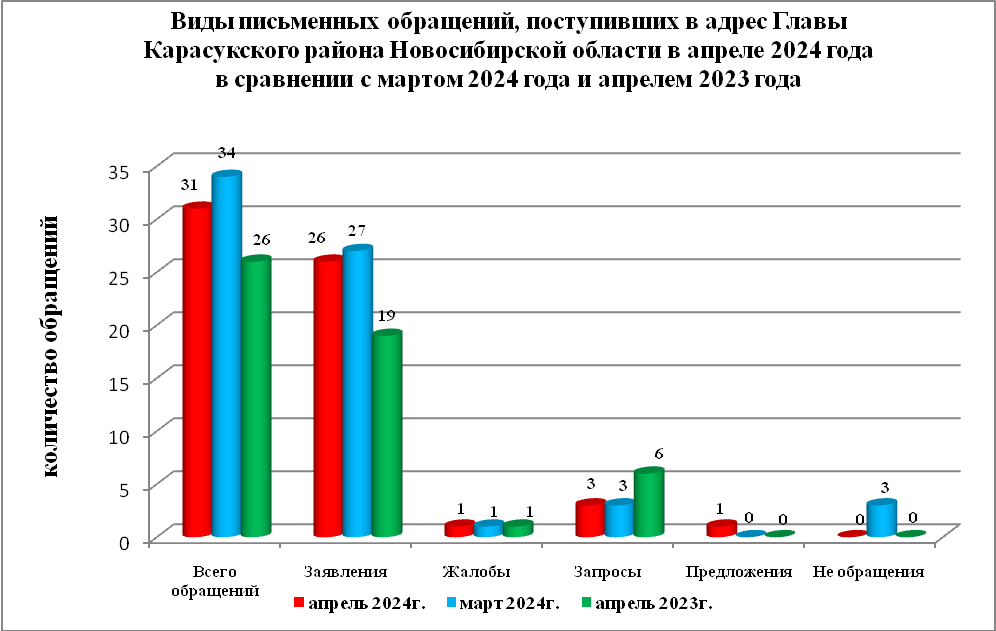 Виды письменных обращений, поступивших в адрес Главы
Карасукского района Новосибирской области в апреле 2024 года
в сравнении с мартом 2024 года и апрелем 2023 года
количество обращений
35
30
25
20
15
10
5
0
31 34 26
26 27 19
1 1 1
3 3 6
1 0 0
0 3 0
Всего
обращений
Заявления
Жалобы
Запросы
Предложения
Не обращения
апрель 2024г. март 2024г. апрель 2023г.